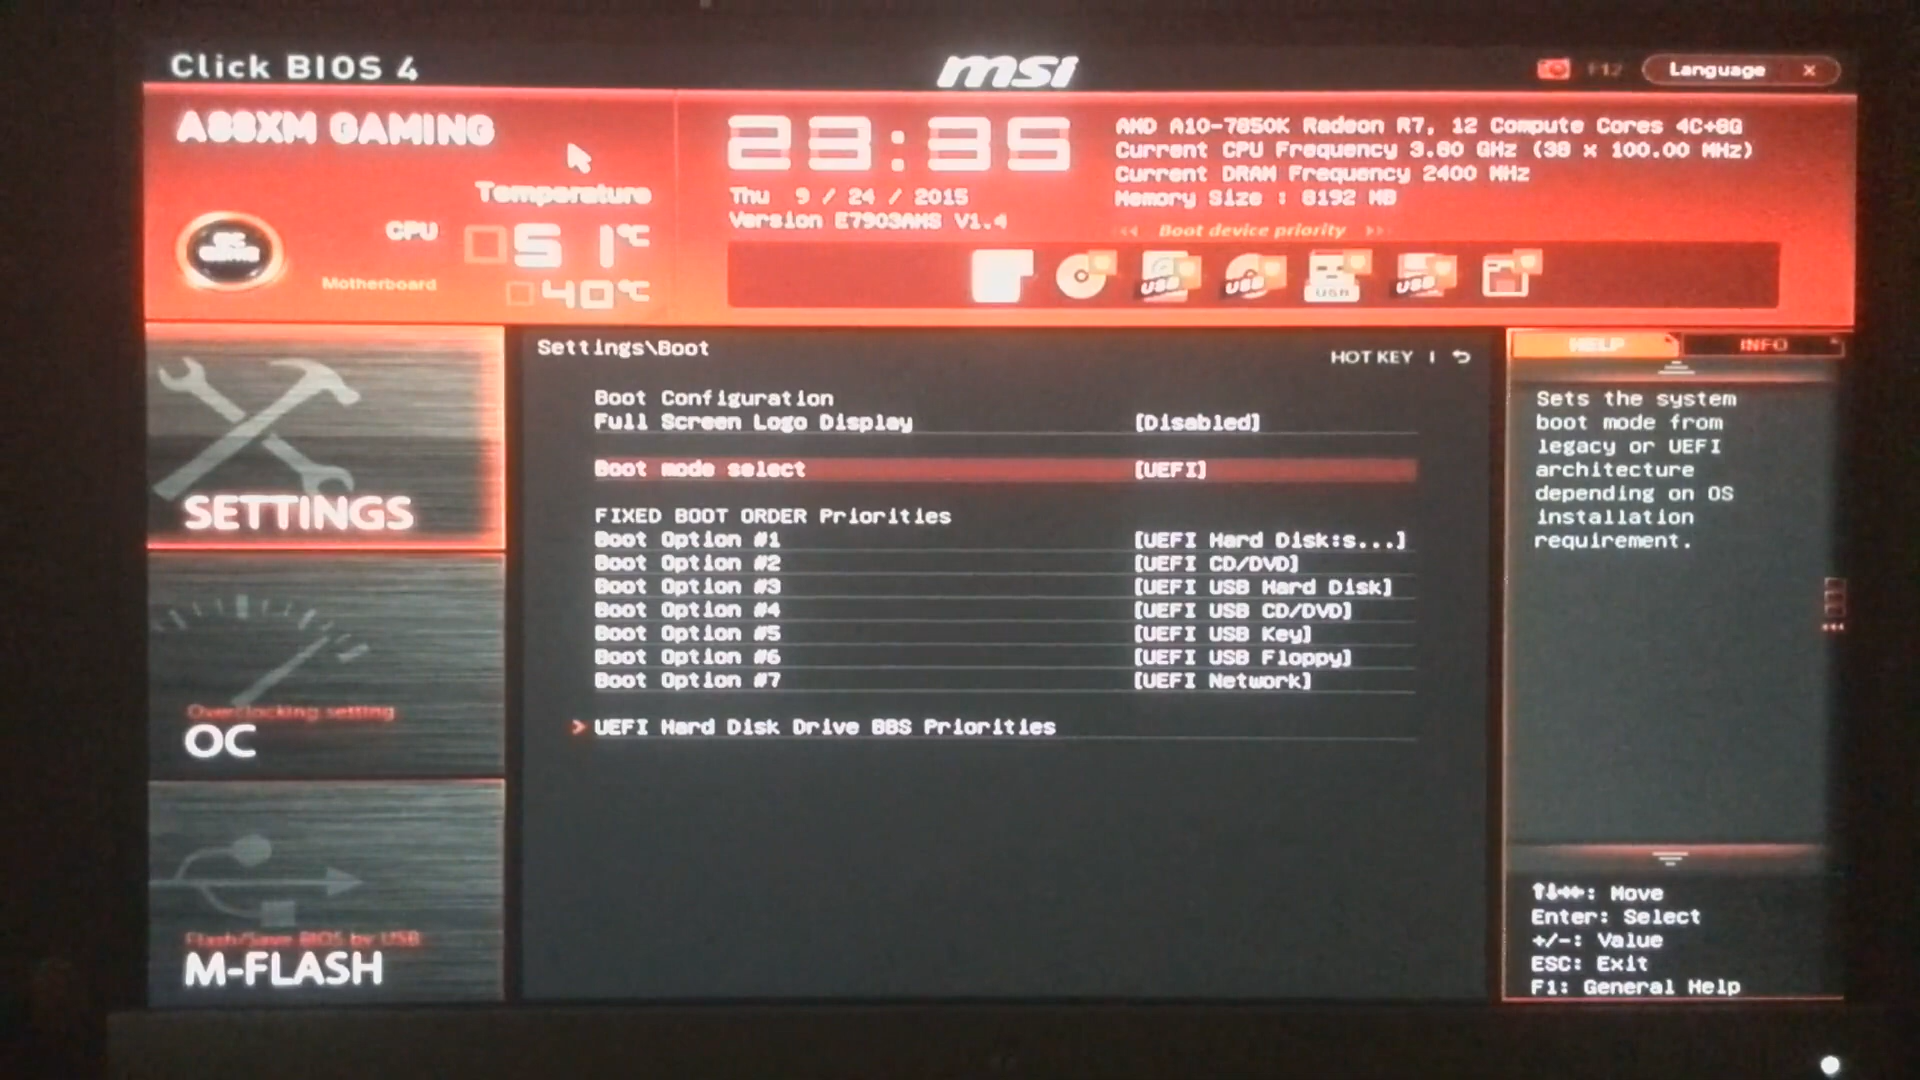 Click BIOS 4
msi
F12
Language
A88XM GAMING
23:35
Thu 9 / 24 / 2015
Version E7903AMS V1.4
AMD A10-7850K Radeon R7, 12 Compute Cores 4C+8G
Current CPU Frequency 3.80 GHz (38 x 100.00 MHz)
Current DRAM Frequency 2400 MHz
Memory Size : 8192 MB
Temperature
CPU 51°C
Motherboard 40°C
Boot device priority
USB
USB
USB
USB
SETTINGS
Overclocking setting
OC
Flash/Save BIOS by USB
M-FLASH
Settings\Boot
HOT KEY
Boot Configuration
Full Screen Logo Display [Disabled]
Boot mode select [UEFI]
FIXED BOOT ORDER Priorities
Boot Option #1 [UEFI Hard Disk:s...]
Boot Option #2 [UEFI CD/DVD]
Boot Option #3 [UEFI USB Hard Disk]
Boot Option #4 [UEFI USB CD/DVD]
Boot Option #5 [UEFI USB Key]
Boot Option #6 [UEFI USB Floppy]
Boot Option #7 [UEFI Network]
> UEFI Hard Disk Drive BBS Priorities
HELP
INFO
Sets the system
boot mode from
legacy or UEFI
architecture
depending on OS
installation
requirement.
↑↓→←: Move
Enter: Select
+/-: Value
ESC: Exit
F1: General Help